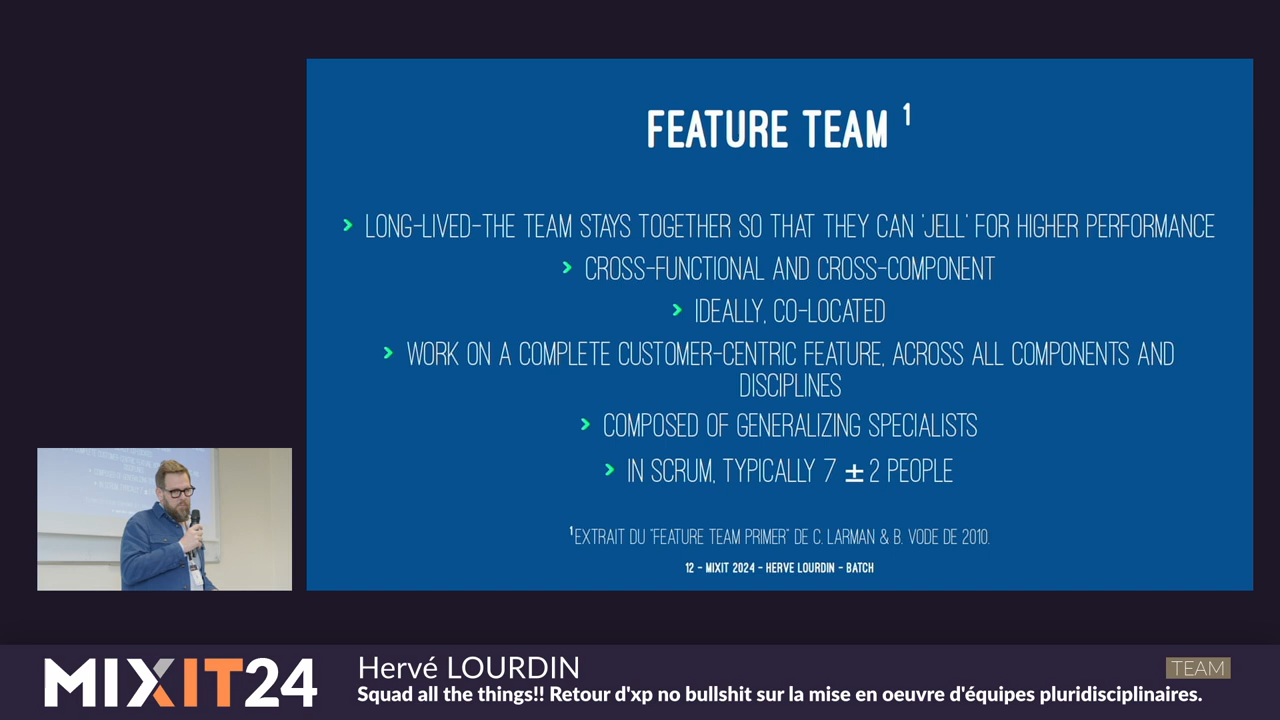 FEATURE TEAM 1
> LONG-LIVED-THE TEAM STAYS TOGETHER SO THAT THEY CAN 'JELL' FOR HIGHER PERFORMANCE
> CROSS-FUNCTIONAL AND CROSS-COMPONENT
> IDEALLY, CO-LOCATED
> WORK ON A COMPLETE CUSTOMER-CENTRIC FEATURE, ACROSS ALL COMPONENTS AND
DISCIPLINES
> COMPOSED OF GENERALIZING SPECIALISTS
> IN SCRUM, TYPICALLY 7 ± 2 PEOPLE
1 EXTRAIT DU "FEATURE TEAM PRIMER" DE C. LARMAN & B. VODE DE 2010.
12 - MIXIT 2024 - HERVE LOURDIN - BATCH
MIXIT24
Hervé LOURDIN
TEAM
Squad all the things!! Retour d'xp no bullshit sur la mise en oeuvre d'équipes pluridisciplinaires.